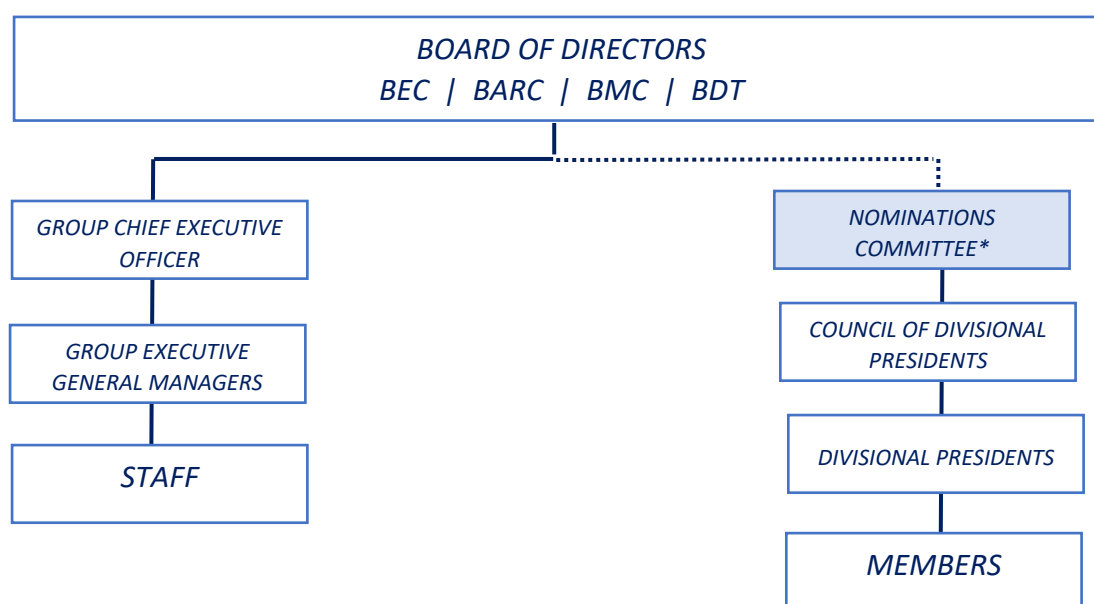 BOARD OF DIRECTORS
BEC | BARC | BMC | BDT
GROUP CHIEF EXECUTIVE
OFFICER
GROUP EXECUTIVE
GENERAL MANAGERS
STAFF
NOMINATIONS
COMMITTEE*
COUNCIL OF DIVISIONAL
PRESIDENTS
DIVISIONAL PRESIDENTS
MEMBERS